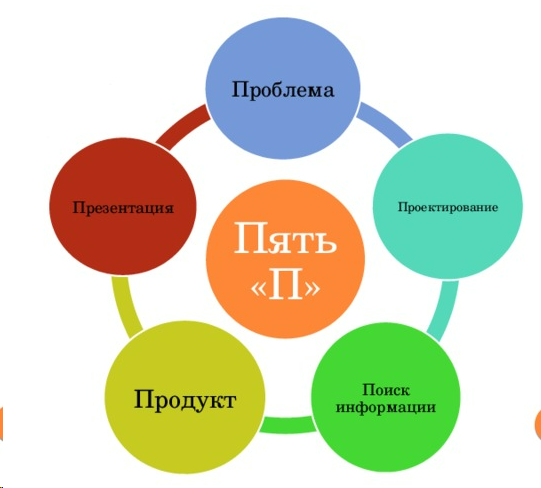 Проблема
Проектирование
Поиск
информации
Продукт
Презентация
Пять
«П»